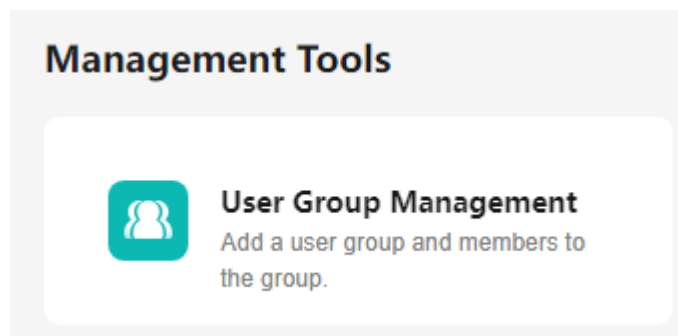 Management Tools
User Group Management
Add a user group and members to
the group.